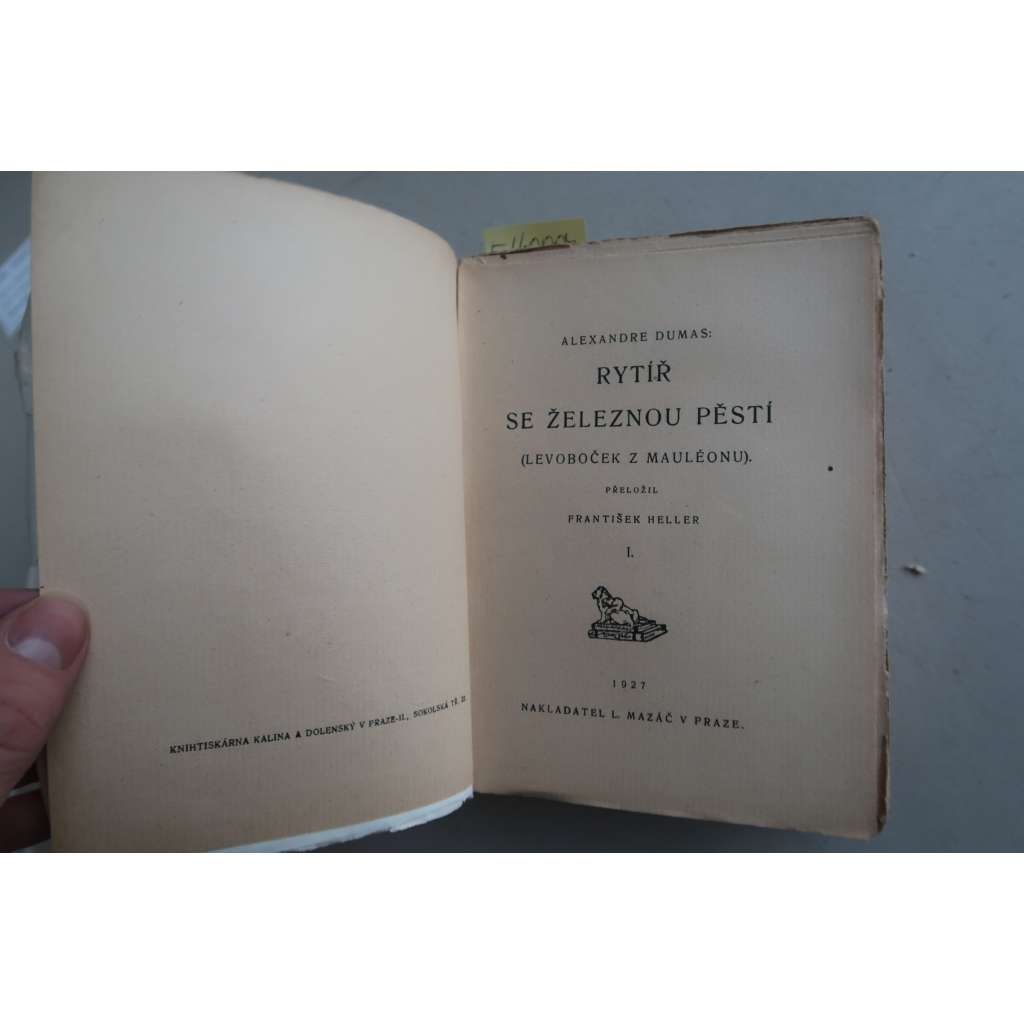 KNIHTISKÁRNA KALINA & DOLENSKÝ V PRAZE-II., SOKOLSKÁ TŘ. 22
ALEXANDRE DUMAS:
RYTÍŘ
SE ŽELEZNOU PĚSTÍ
(LEVOBOČEK Z MAULÉONU).
PŘELOŽIL
FRANTIŠEK HELLER
I.
1927
NAKLADATEL L. MAZÁČ V PRAZE.